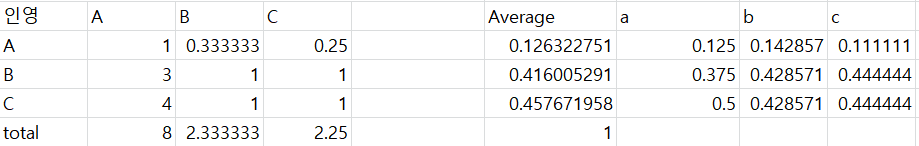 인영 A B C Average a b c
A 1 0.333333 0.25 0.126322751 0.125 0.142857 0.111111
B 3 1 1 0.416005291 0.375 0.428571 0.444444
C 4 1 1 0.457671958 0.5 0.428571 0.444444
total 8 2.333333 2.25 1